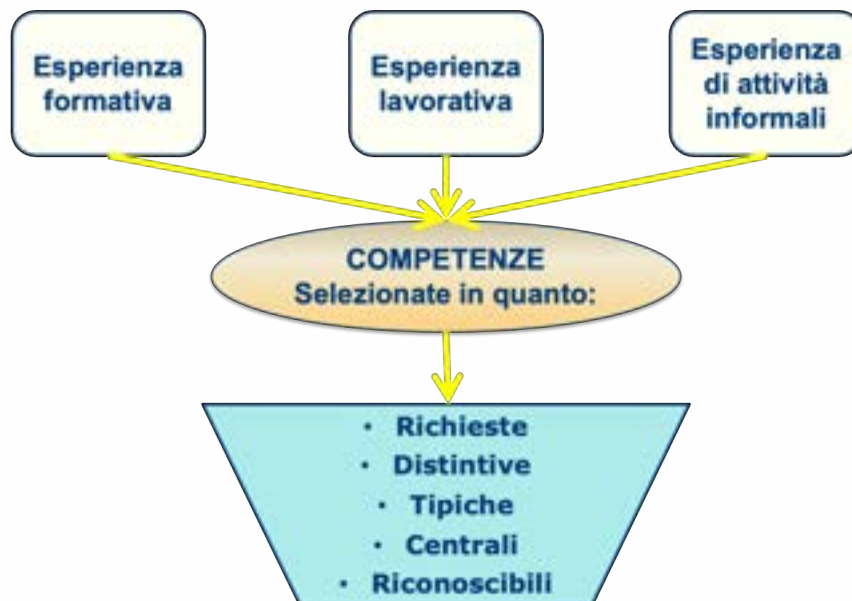 Esperienza
formativa
Esperienza
lavorativa
Esperienza
di attività
informali
COMPETENZE
Selezionate in quanto:
• Richieste
• Distintive
• Tipiche
• Centrali
• Riconoscibili